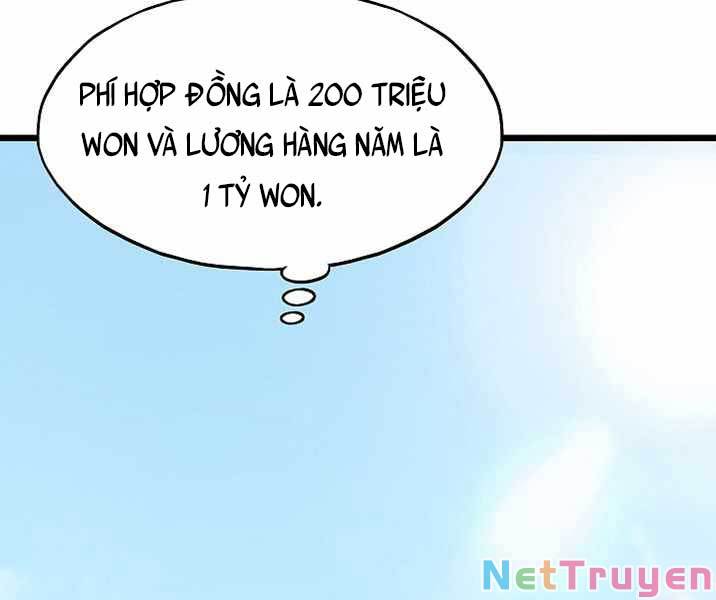 PHÍ HỢP ĐỒNG LÀ 200 TRIỆU
WON VÀ LƯƠNG HÀNG NĂM LÀ
1 TỶ WON.
NetTruyen